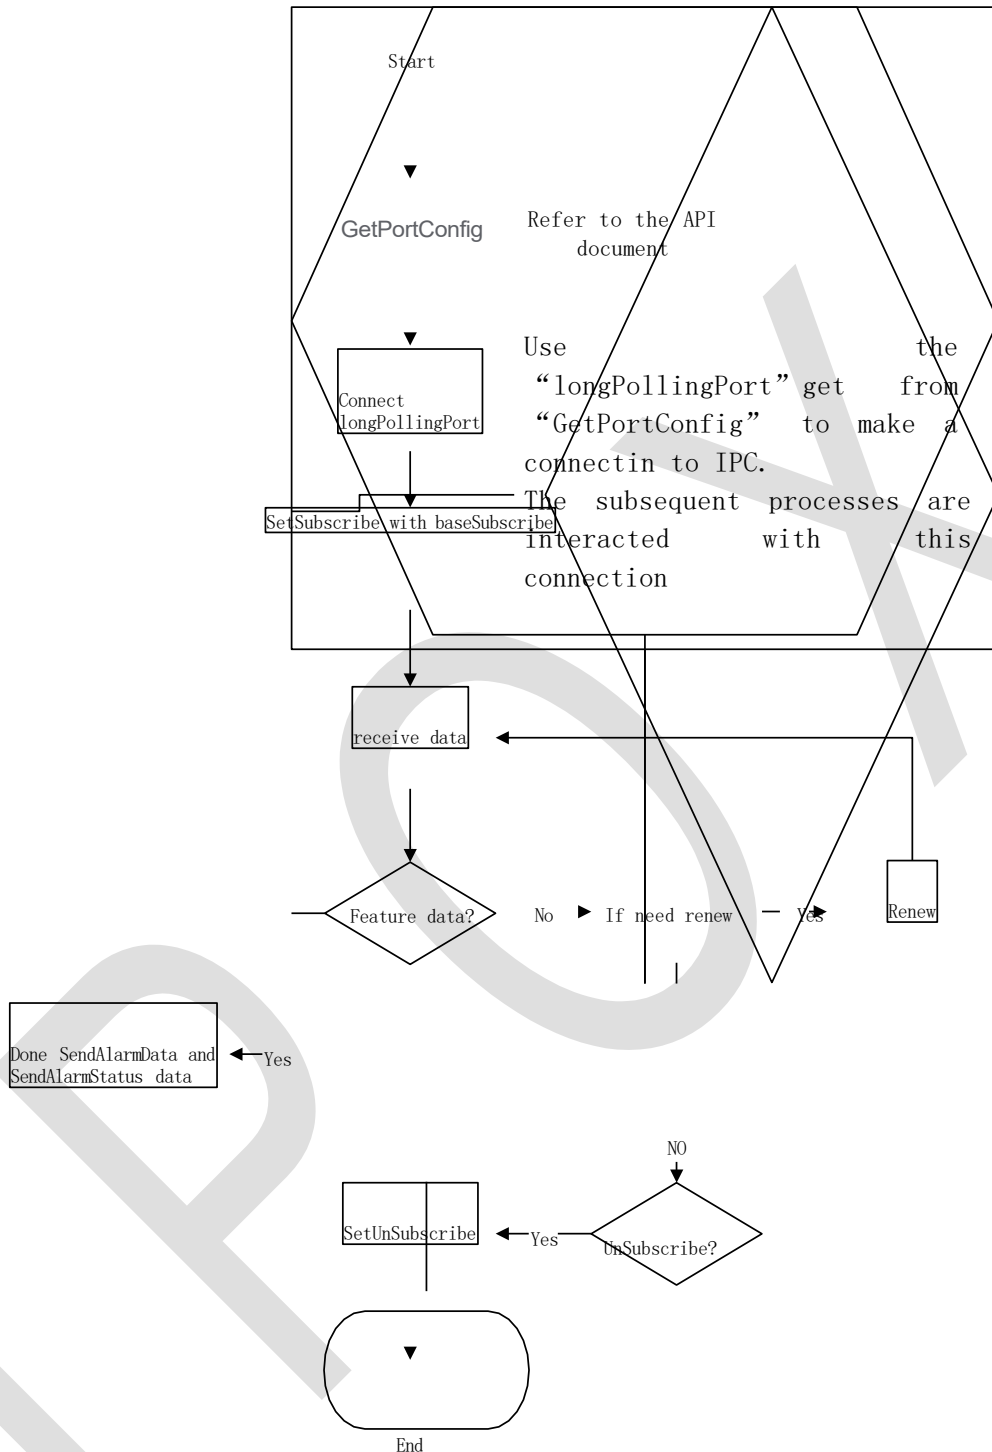 Start
GetPortConfig
Refer to the API
document
Use the
“longPollingPort” get from
“GetPortConfig” to make a
connectin to IPC.
The subsequent processes are
interacted with this
connection
Connect
longPollingPort
SetSubscribe with baseSubscribe
receive data
Feature data?
No
If need renew
Yes
Renew
Done SendAlarmData and
SendAlarmStatus data
Yes
NO
SetUnSubscribe
Yes
UnSubscribe?
End